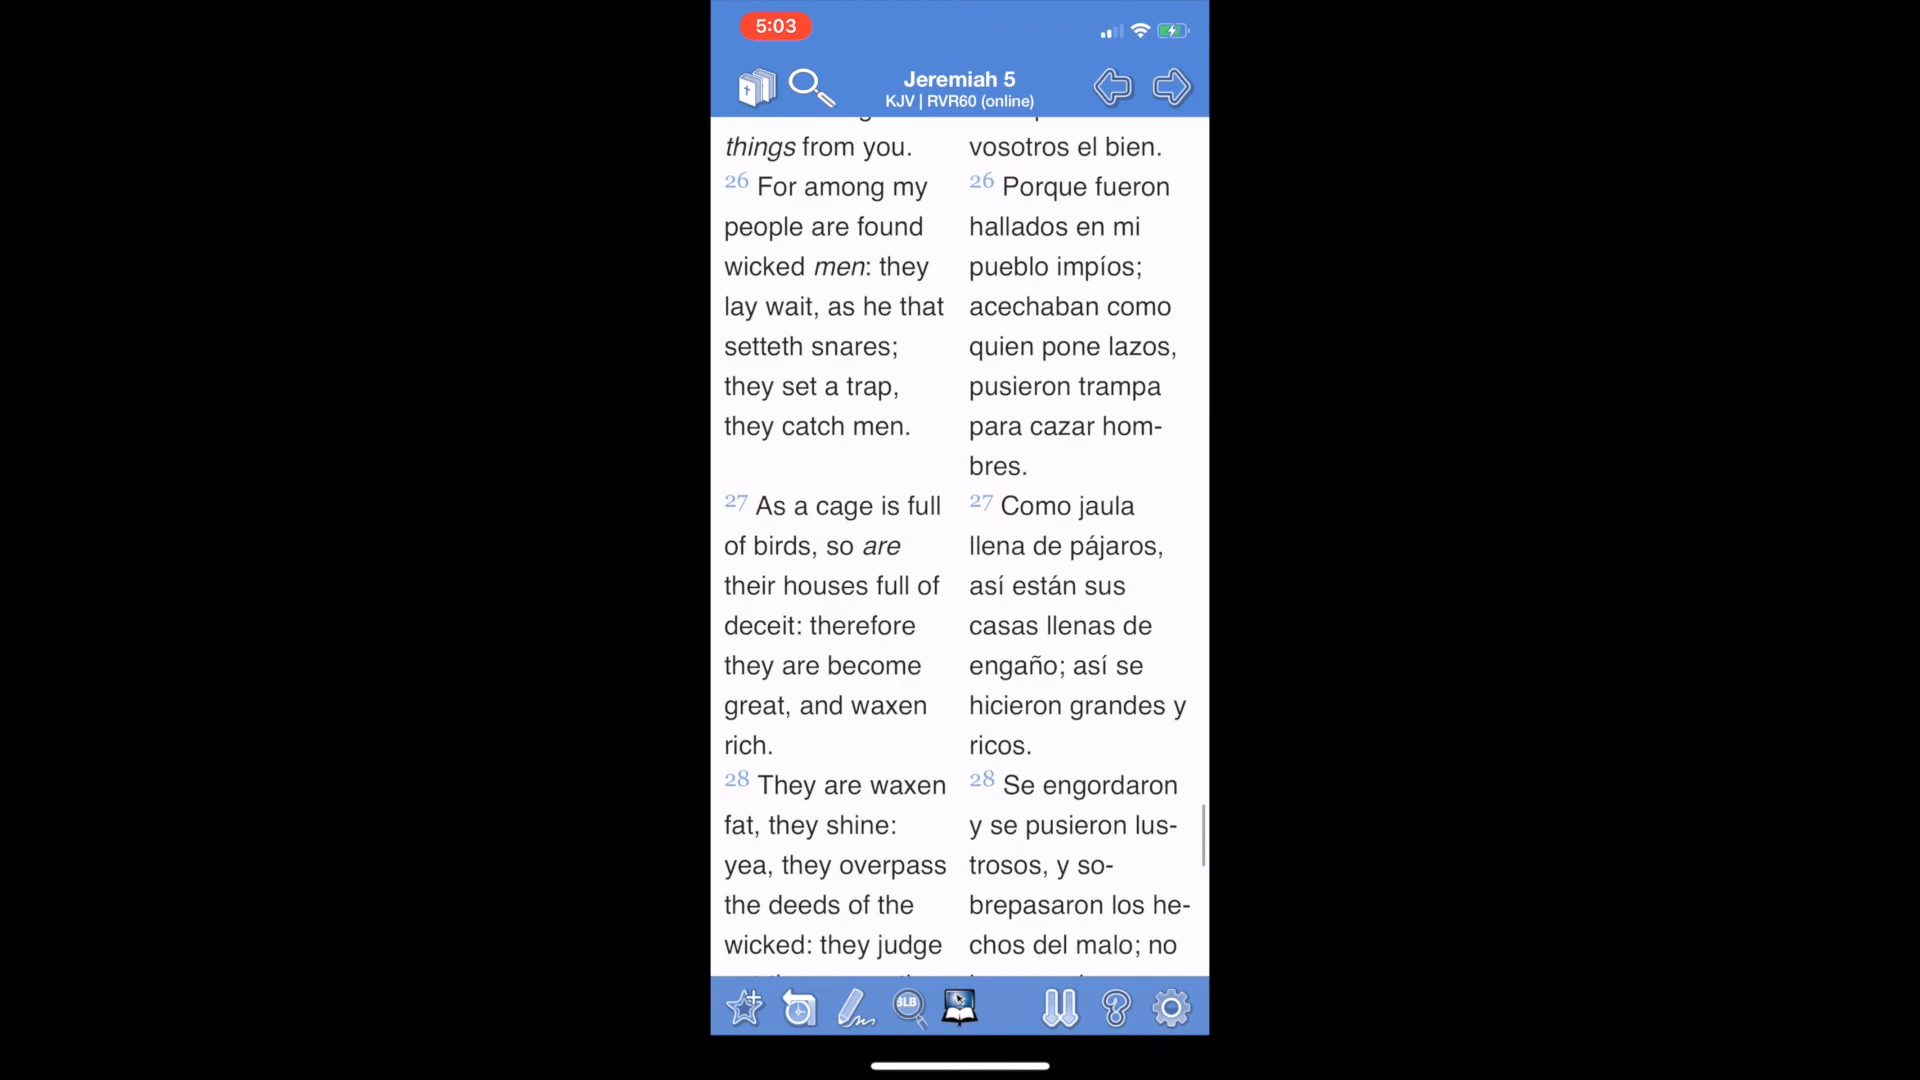 5:03
Jeremiah 5
KJV | RVR60 (online)
things from you.
26 For among my
people are found
wicked men: they
lay wait, as he that
setteth snares;
they set a trap,
they catch men.
27 As a cage is full
of birds, so are
their houses full of
deceit: therefore
they are become
great, and waxen
rich.
28 They are waxen
fat, they shine:
yea, they overpass
the deeds of the
wicked: they judge
vosotros el bien.
26 Porque fueron
hallados en mi
pueblo impíos;
acechaban como
quien pone lazos,
pusieron trampa
para cazar hom-
bres.
27 Como jaula
llena de pájaros,
así están sus
casas llenas de
engaño; así se
hicieron grandes y
ricos.
28 Se engordaron
y se pusieron lus-
trosos, y so-
brepasaron los he-
chos del malo; no
BLB